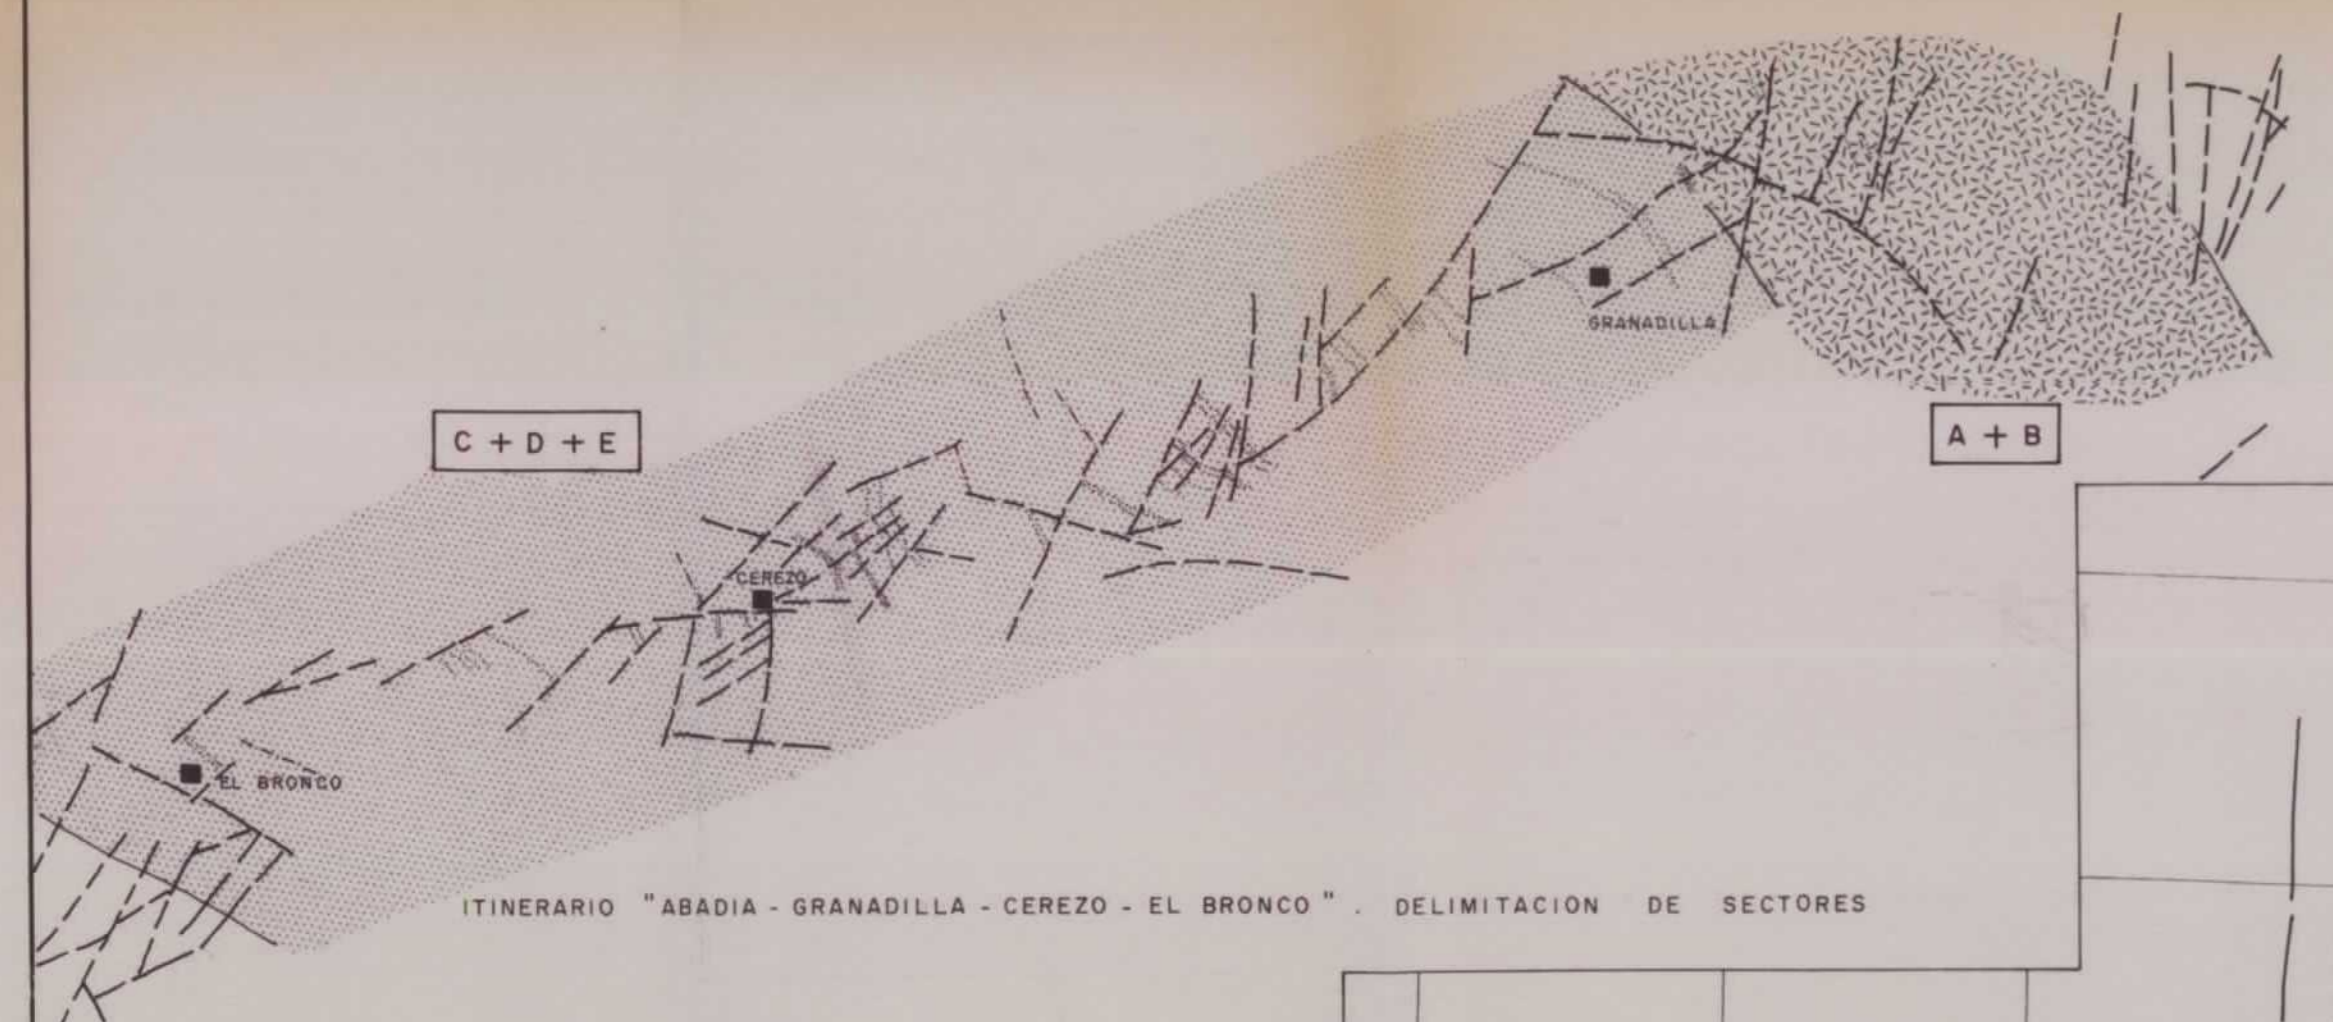 GRANADILLA
C + D + E
A + B
CEREZO
EL BRONCO
ITINERARIO "ABADIA - GRANADILLA - CEREZO - EL BRONCO" . DELIMITACION DE SECTORES